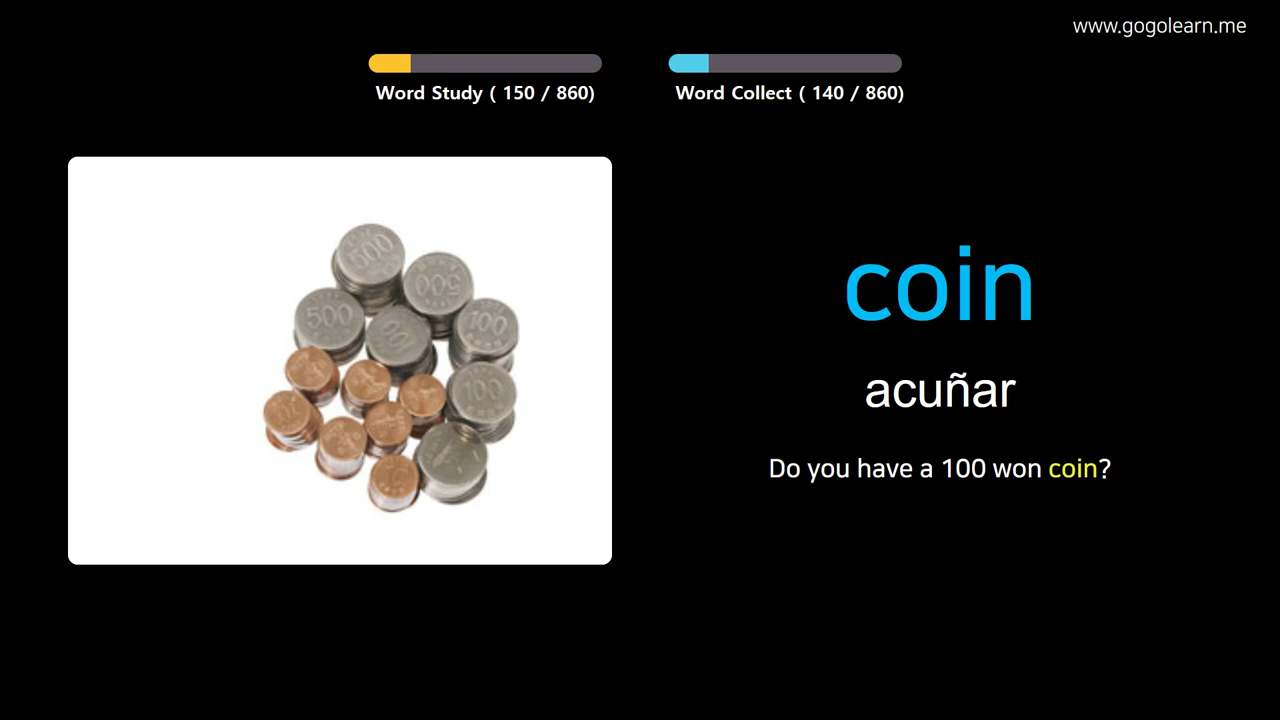 www.gogolearn.me
Word Study ( 150 / 860)
Word Collect ( 140 / 860)
500
500
500
100
100
100
coin
acuñar
Do you have a 100 won coin?